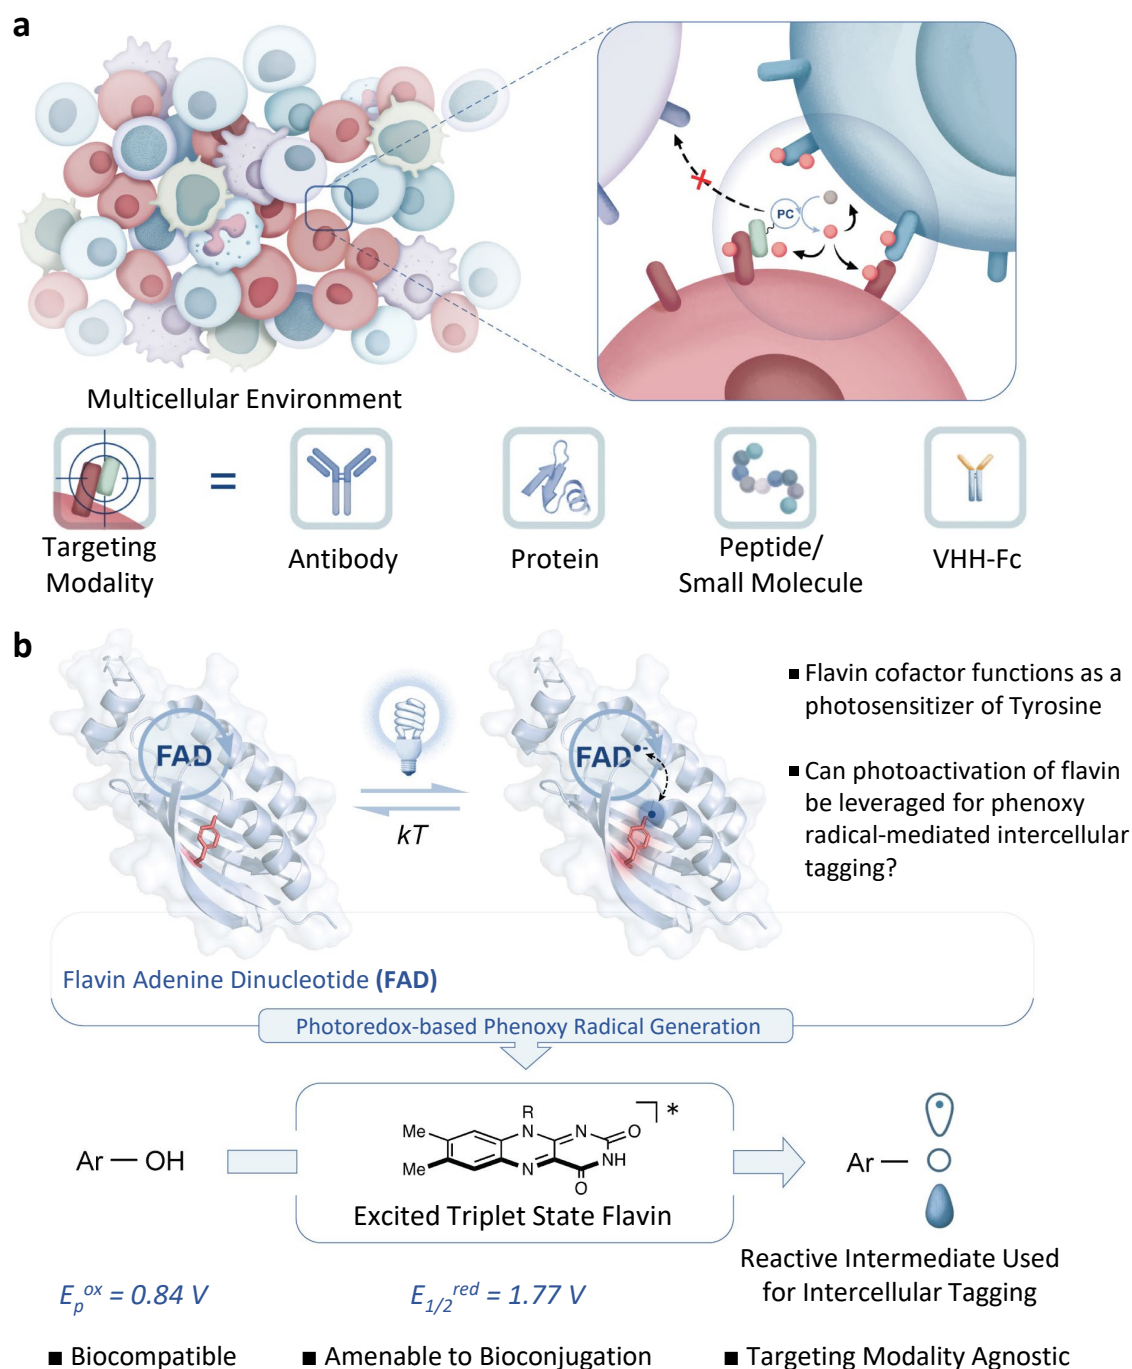 a
PC
Multicellular Environment
=
Targeting
Modality
Antibody
Protein
Peptide/
Small Molecule
VHH-Fc
b
FAD
kT
FAD•-
■ Flavin cofactor functions as a
photosensitizer of Tyrosine
■ Can photoactivation of flavin
be leveraged for phenoxy
radical-mediated intercellular
tagging?
Flavin Adenine Dinucleotide (FAD)
Photoredox-based Phenoxy Radical Generation
Ar — OH
R
Me
Me
N
N
N
NH
O
O
*
Excited Triplet State Flavin
Ar —
Reactive Intermediate Used
for Intercellular Tagging
Epox = 0.84 V
E1/2red = 1.77 V
■ Biocompatible
■ Amenable to Bioconjugation
■ Targeting Modality Agnostic